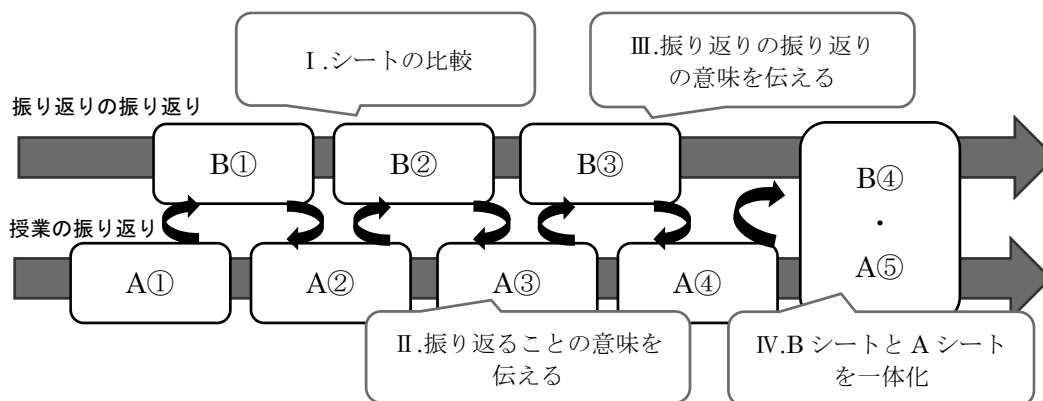 Ⅰ.シートの比較
Ⅲ.振り返りの振り返り
の意味を伝える
振り返りの振り返り
B①
B②
B③
B④
・
A⑤
授業の振り返り
A①
A②
A③
A④
Ⅱ.振り返ることの意味を
伝える
Ⅳ.B シートと A シート
を一体化